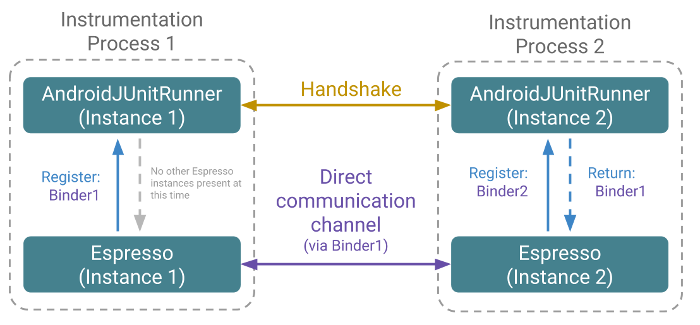 Instrumentation
Process 1
Instrumentation
Process 2
AndroidJUnitRunner
(Instance 1)
Handshake
AndroidJUnitRunner
(Instance 2)
Register:
Binder1
No other Espresso
instances present at
this time
Direct
communication
channel
(via Binder1)
Register:
Binder2
Return:
Binder1
Espresso
(Instance 1)
Espresso
(Instance 2)